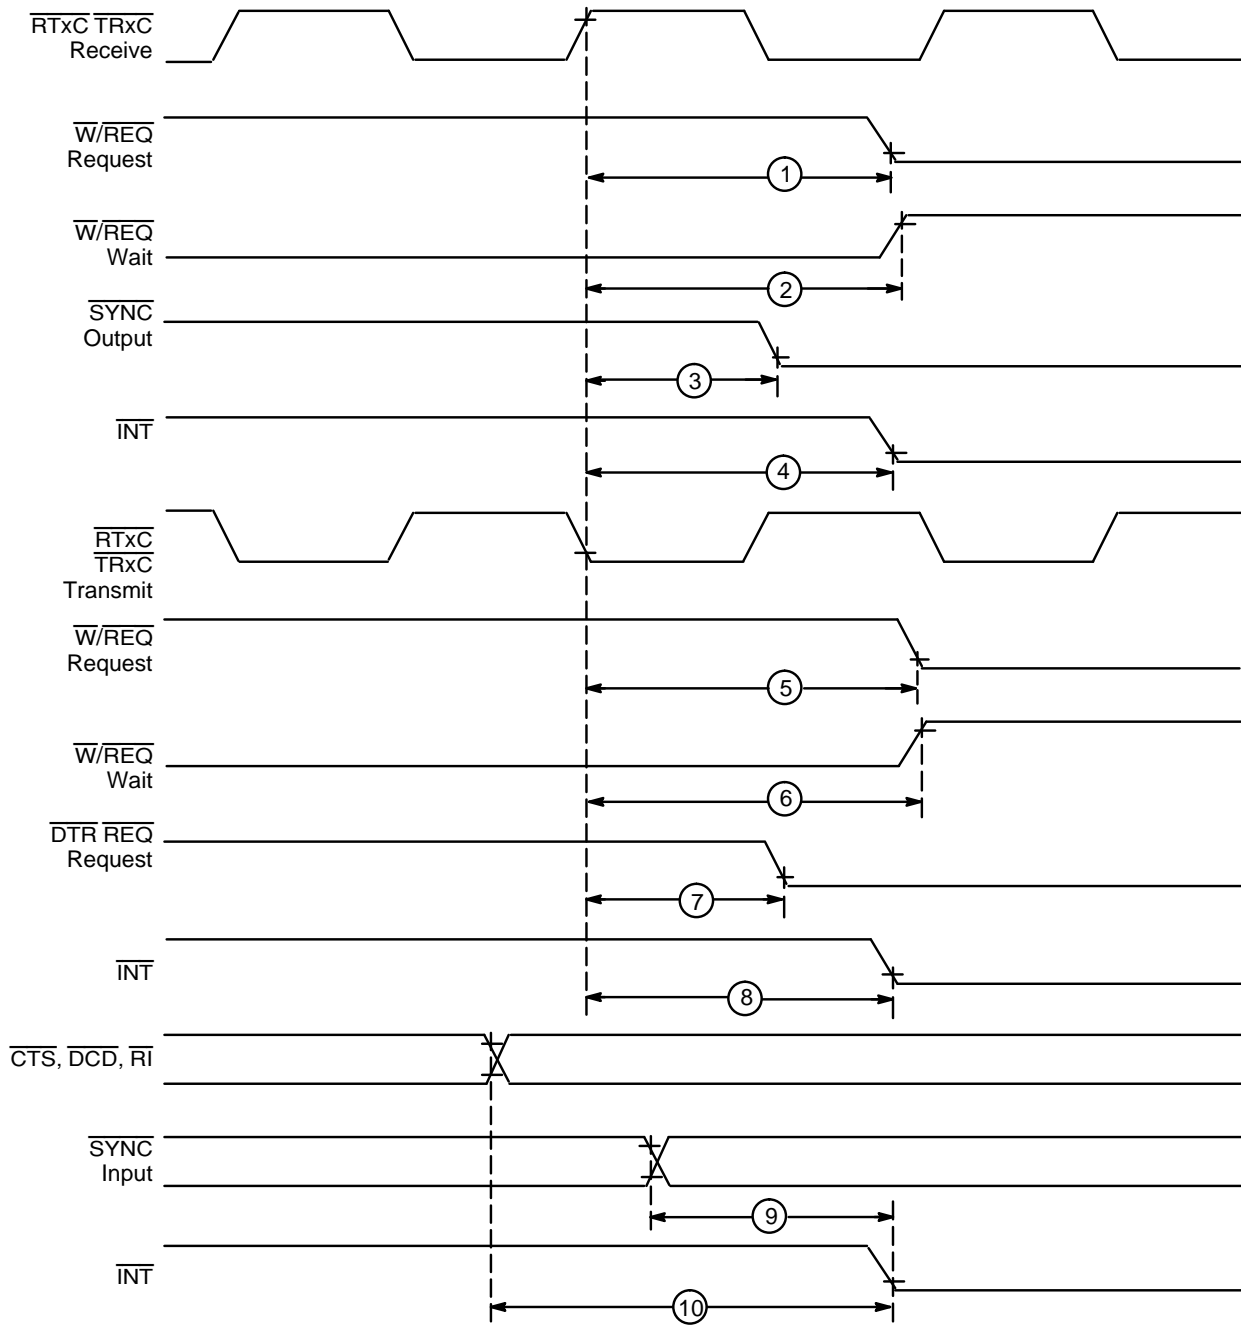 RTxC TRxC
Receive
W/REQ
Request
1
W/REQ
Wait
2
SYNC
Output
3
INT
4
RTxC
TRxC
Transmit
W/REQ
Request
5
W/REQ
Wait
6
DTR REQ
Request
7
INT
8
CTS, DCD, RI
SYNC
Input
9
INT
10